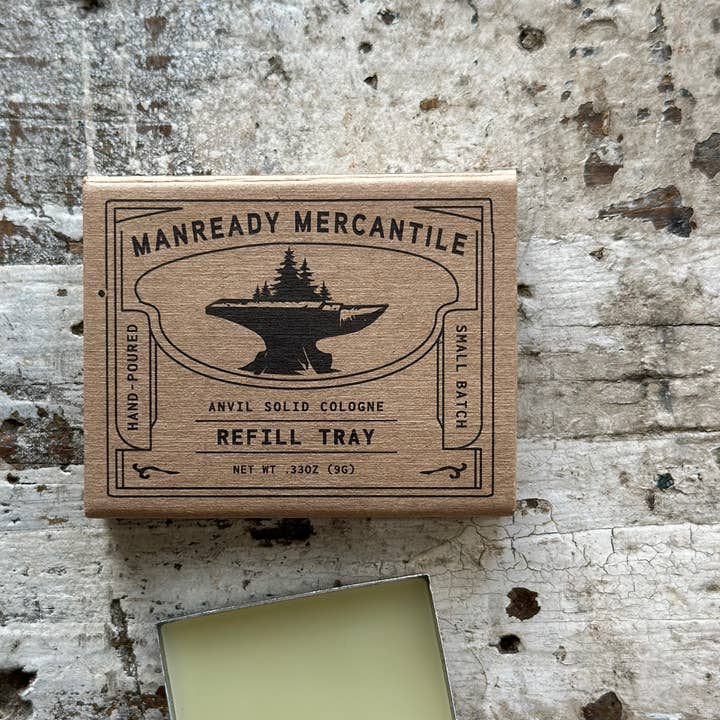 MANREADY MERCANTILE
HAND-POURED
SMALL BATCH
ANVIL SOLID COLOGNE
REFILL TRAY
NET WT .33OZ (9G)